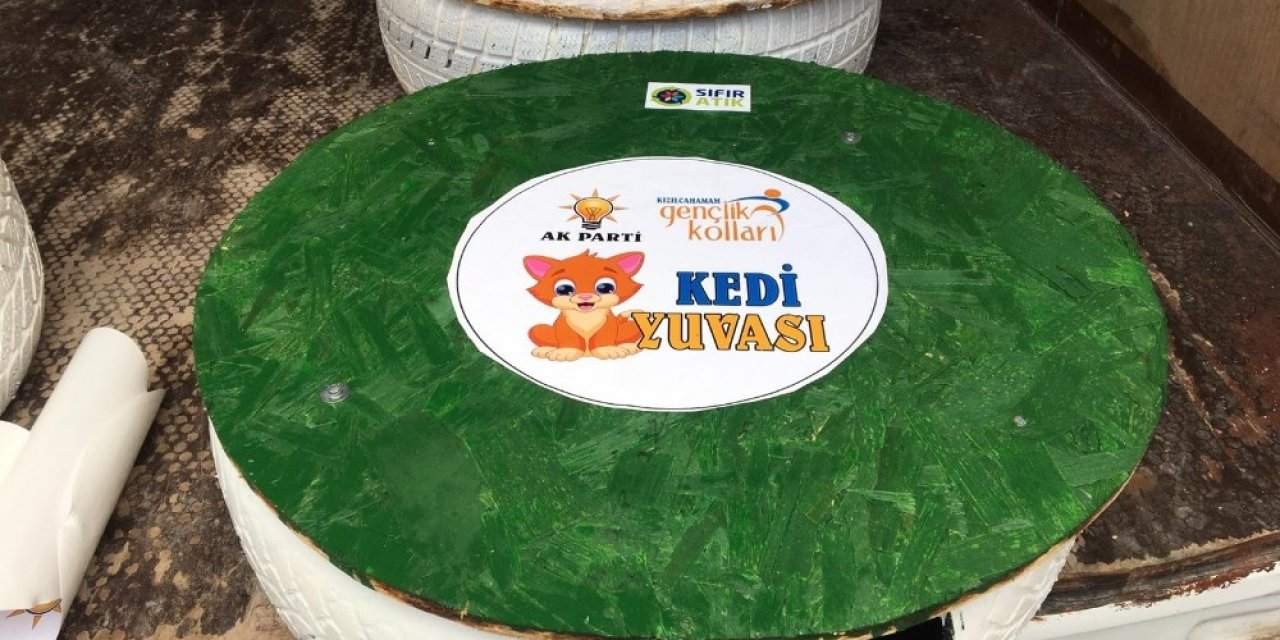 SIFIR
ATIK
AK PARTİ
KIZILCAHAMAM
gençlik
kolları
KEDİ
YUVASI